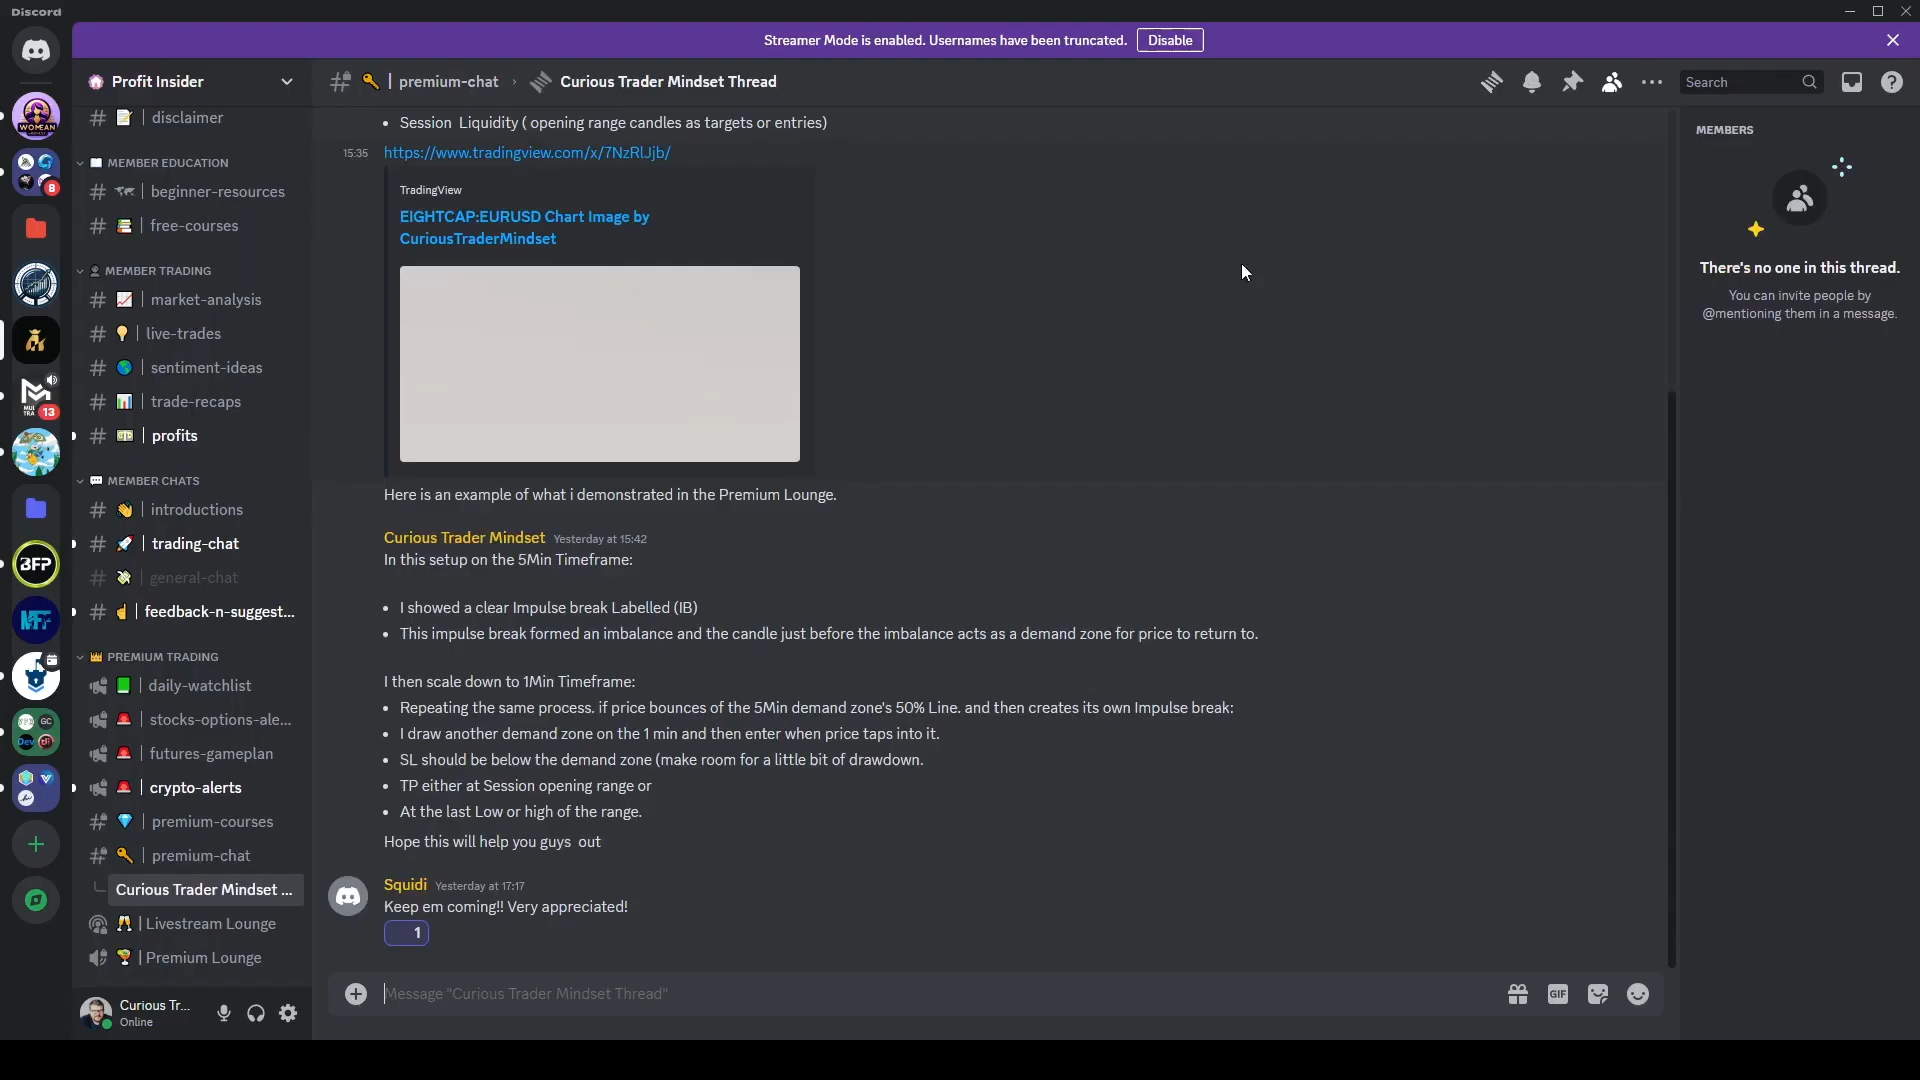 Discord
Streamer Mode is enabled. Usernames have been truncated.
Disable
Profit Insider
| premium-chat › Curious Trader Mindset Thread
Search
# | disclaimer
MEMBER EDUCATION
# | beginner-resources
# | free-courses
MEMBER TRADING
# | market-analysis
# | live-trades
# | sentiment-ideas
# | trade-recaps
# | profits
MEMBER CHATS
# | introductions
# | trading-chat
# | general-chat
# | feedback-n-suggest...
PREMIUM TRADING
| daily-watchlist
| stocks-options-ale...
| futures-gameplan
| crypto-alerts
| premium-courses
| premium-chat
Curious Trader Mindset ...
| Livestream Lounge
| Premium Lounge
Curious Tr...
Online
WOMEAN
8
13
BFP
MFF
GC
Dev
• Session Liquidity ( opening range candles as targets or entries)
15:35 https://www.tradingview.com/x/7NzRlJjb/
TradingView
EIGHTCAP:EURUSD Chart Image by
CuriousTraderMindset
Here is an example of what i demonstrated in the Premium Lounge.
Curious Trader Mindset Yesterday at 15:42
In this setup on the 5Min Timeframe:
• I showed a clear Impulse break Labelled (IB)
• This impulse break formed an imbalance and the candle just before the imbalance acts as a demand zone for price to return to.
I then scale down to 1Min Timeframe:
• Repeating the same process. if price bounces of the 5Min demand zone's 50% Line. and then creates its own Impulse break:
• I draw another demand zone on the 1 min and then enter when price taps into it.
• SL should be below the demand zone (make room for a little bit of drawdown.
• TP either at Session opening range or
• At the last Low or high of the range.
Hope this will help you guys out
Squidi Yesterday at 17:17
Keep em coming!! Very appreciated!
1
Message "Curious Trader Mindset Thread"
GIF
MEMBERS
There's no one in this thread.
You can invite people by
@mentioning them in a message.